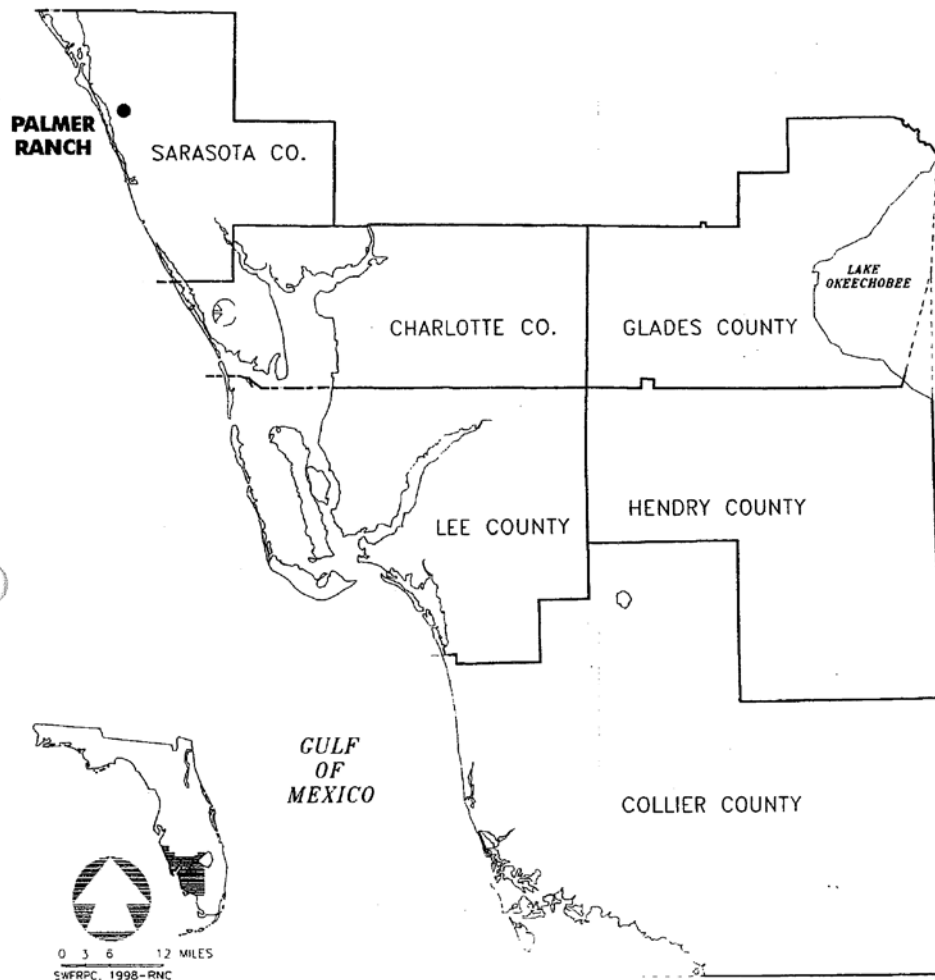 PALMER
RANCH
SARASOTA CO.
LAKE
OKEECHOBEE
CHARLOTTE CO.
GLADES COUNTY
LEE COUNTY
HENDRY COUNTY
GULF
OF
MEXICO
COLLIER COUNTY
0 3 6 12 MILES
SWFRPC, 1998-RNC